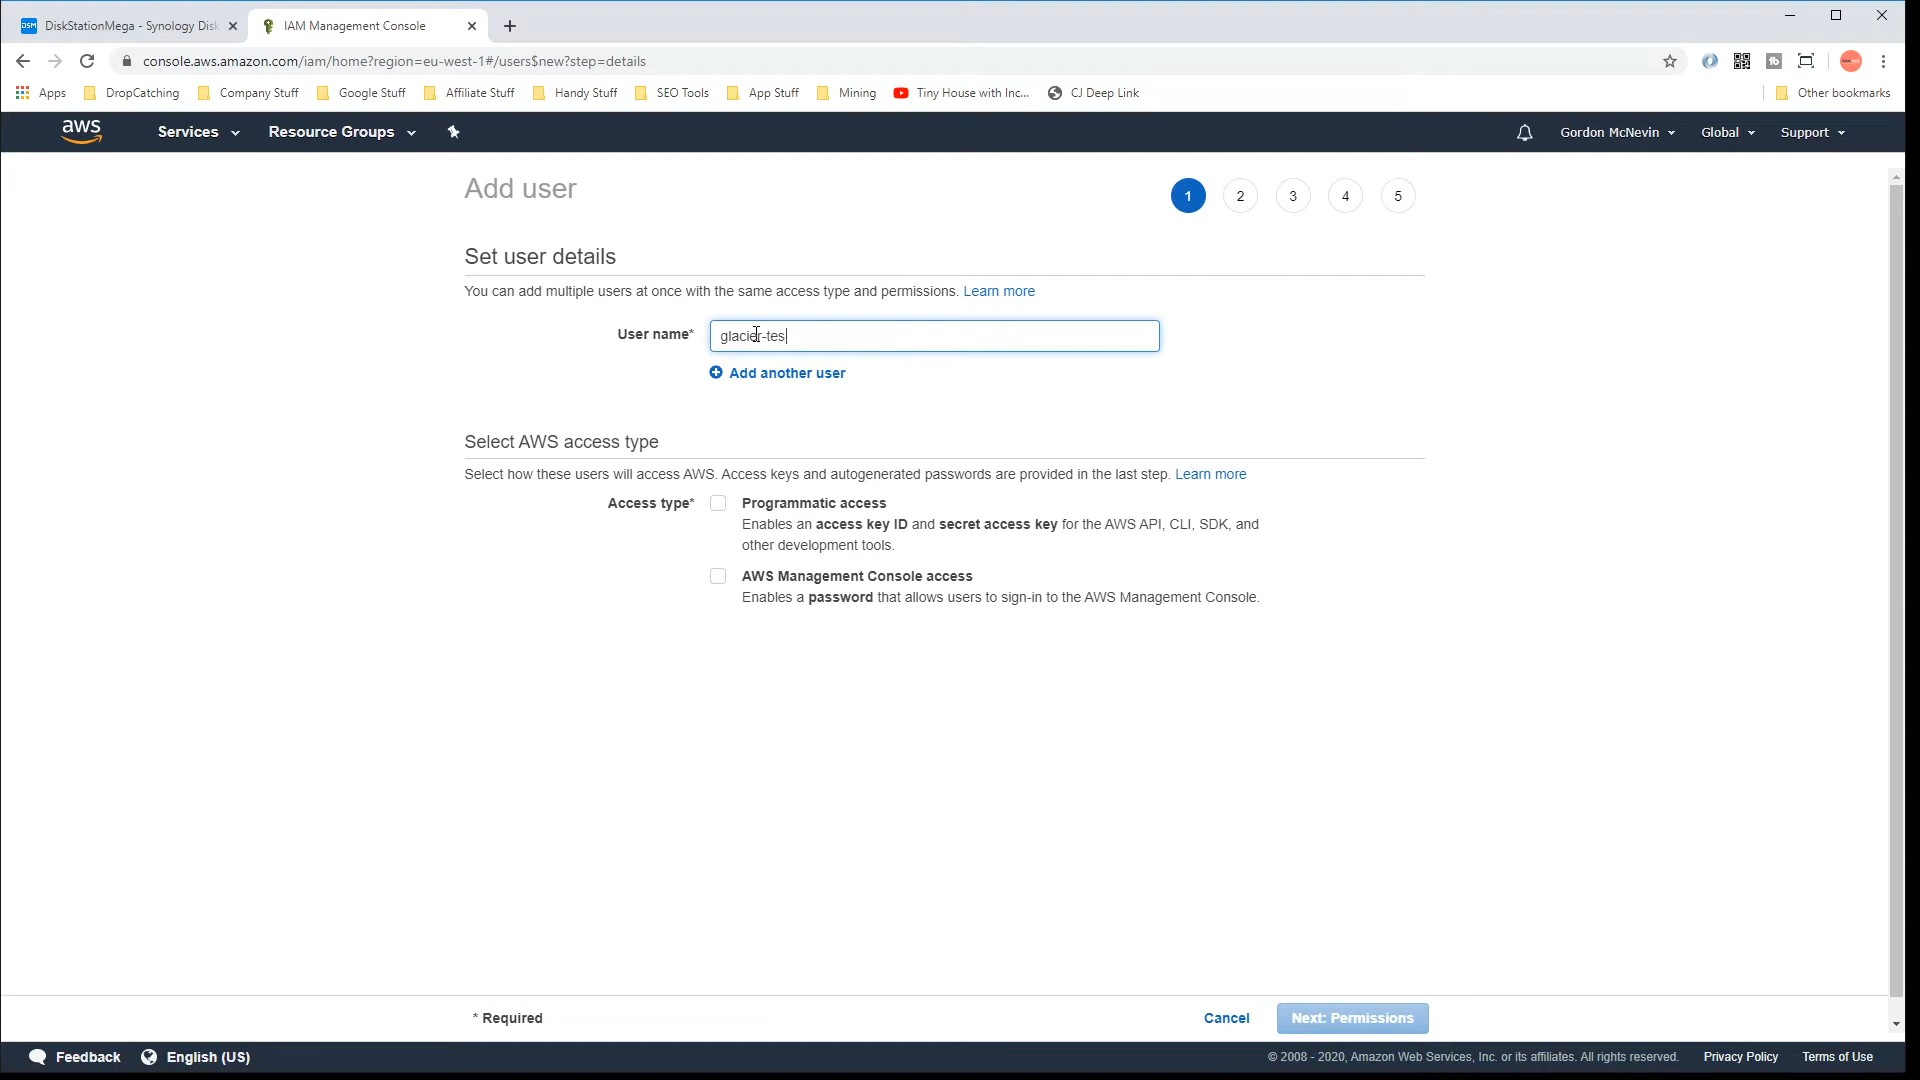 DiskStationMega - Synology Disk
IAM Management Console
console.aws.amazon.com/iam/home?region=eu-west-1#/users$new?step=details
Apps DropCatching Company Stuff Google Stuff Affiliate Stuff Handy Stuff SEO Tools App Stuff Mining Tiny House with Inc... CJ Deep Link Other bookmarks
aws Services Resource Groups Gordon McNevin Global Support
Add user 1 2 3 4 5
Set user details
You can add multiple users at once with the same access type and permissions. Learn more
User name* glacier-tes
Add another user
Select AWS access type
Select how these users will access AWS. Access keys and autogenerated passwords are provided in the last step. Learn more
Access type* Programmatic access
Enables an access key ID and secret access key for the AWS API, CLI, SDK, and
other development tools.
AWS Management Console access
Enables a password that allows users to sign-in to the AWS Management Console.
* Required Cancel Next: Permissions
Feedback English (US) © 2008 - 2020, Amazon Web Services, Inc. or its affiliates. All rights reserved. Privacy Policy Terms of Use